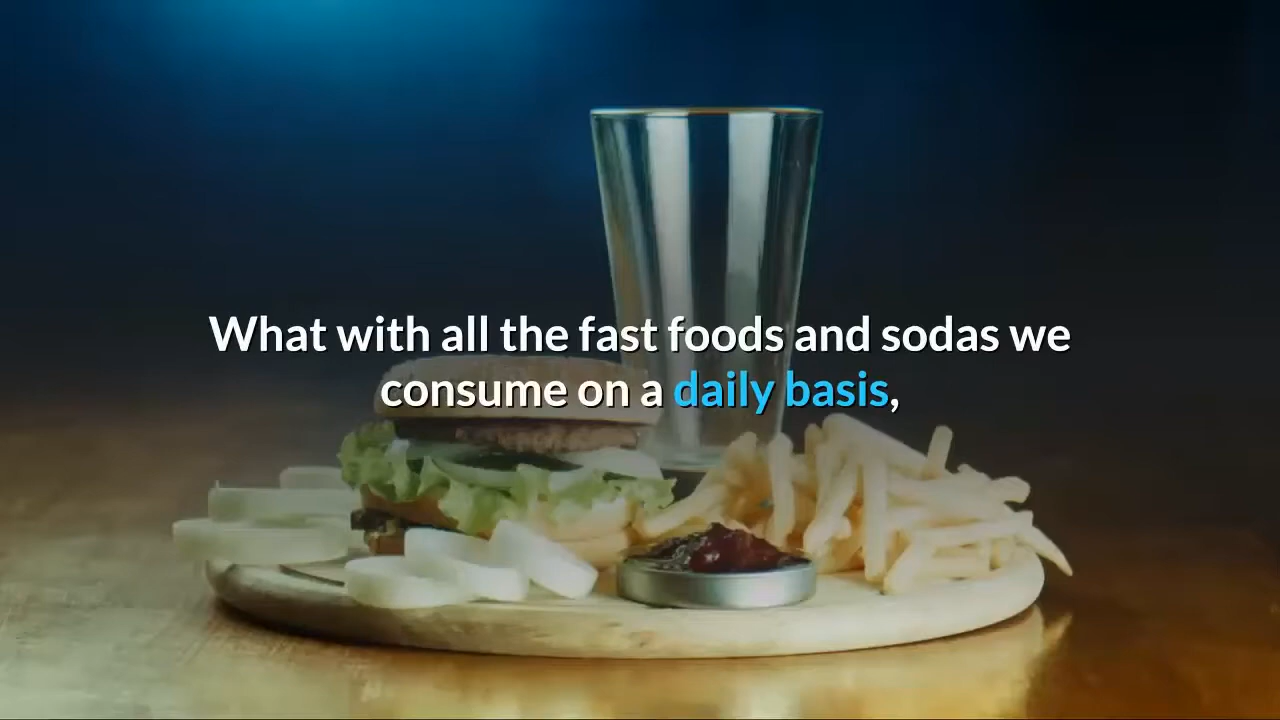 What with all the fast foods and sodas we
consume on a daily basis,